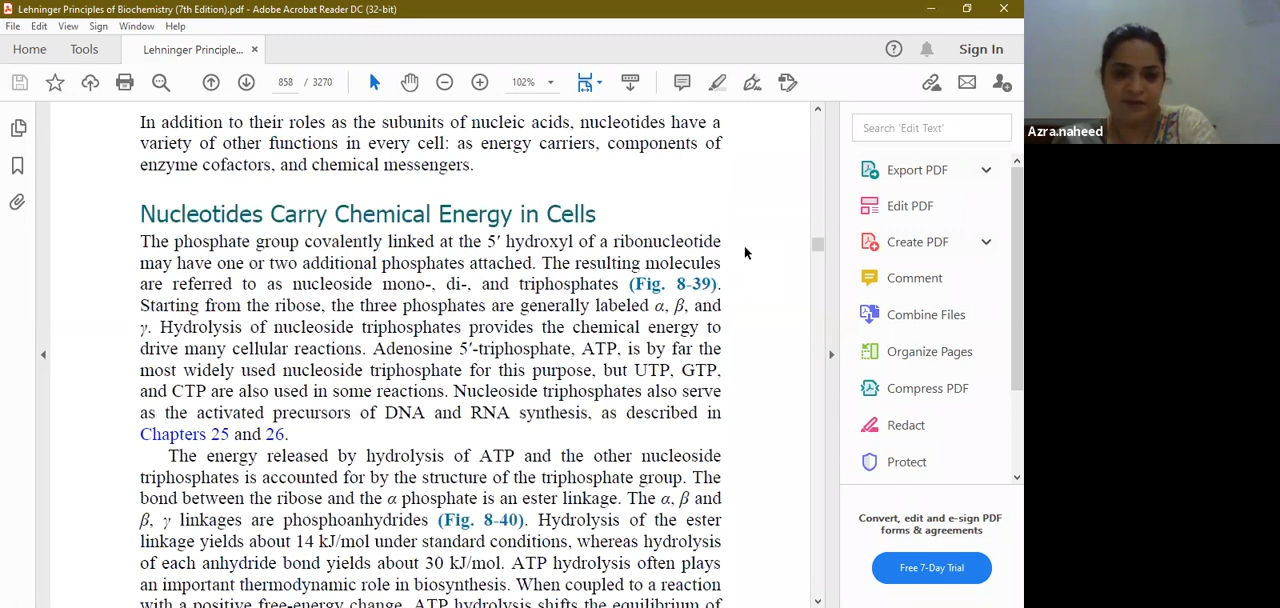 Lehninger Principles of Biochemistry (7th Edition).pdf - Adobe Acrobat Reader DC (32-bit)
File Edit View Sign Window Help
Home Tools Lehninger Principle... × Sign In
858 / 3270 102%
In addition to their roles as the subunits of nucleic acids, nucleotides have a
variety of other functions in every cell: as energy carriers, components of
enzyme cofactors, and chemical messengers.
Nucleotides Carry Chemical Energy in Cells
The phosphate group covalently linked at the 5′ hydroxyl of a ribonucleotide
may have one or two additional phosphates attached. The resulting molecules
are referred to as nucleoside mono-, di-, and triphosphates (Fig. 8-39).
Starting from the ribose, the three phosphates are generally labeled α, β, and
γ. Hydrolysis of nucleoside triphosphates provides the chemical energy to
drive many cellular reactions. Adenosine 5′-triphosphate, ATP, is by far the
most widely used nucleoside triphosphate for this purpose, but UTP, GTP,
and CTP are also used in some reactions. Nucleoside triphosphates also serve
as the activated precursors of DNA and RNA synthesis, as described in
Chapters 25 and 26.
The energy released by hydrolysis of ATP and the other nucleoside
triphosphates is accounted for by the structure of the triphosphate group. The
bond between the ribose and the α phosphate is an ester linkage. The α, β and
β, γ linkages are phosphoanhydrides (Fig. 8-40). Hydrolysis of the ester
linkage yields about 14 kJ/mol under standard conditions, whereas hydrolysis
of each anhydride bond yields about 30 kJ/mol. ATP hydrolysis often plays
an important thermodynamic role in biosynthesis. When coupled to a reaction
with a positive free-energy change, ATP hydrolysis shifts the equilibrium of
Search 'Edit Text'
Export PDF
Edit PDF
Create PDF
Comment
Combine Files
Organize Pages
Compress PDF
Redact
Protect
Convert, edit and e-sign PDF
forms & agreements
Free 7-Day Trial
Azra.naheed